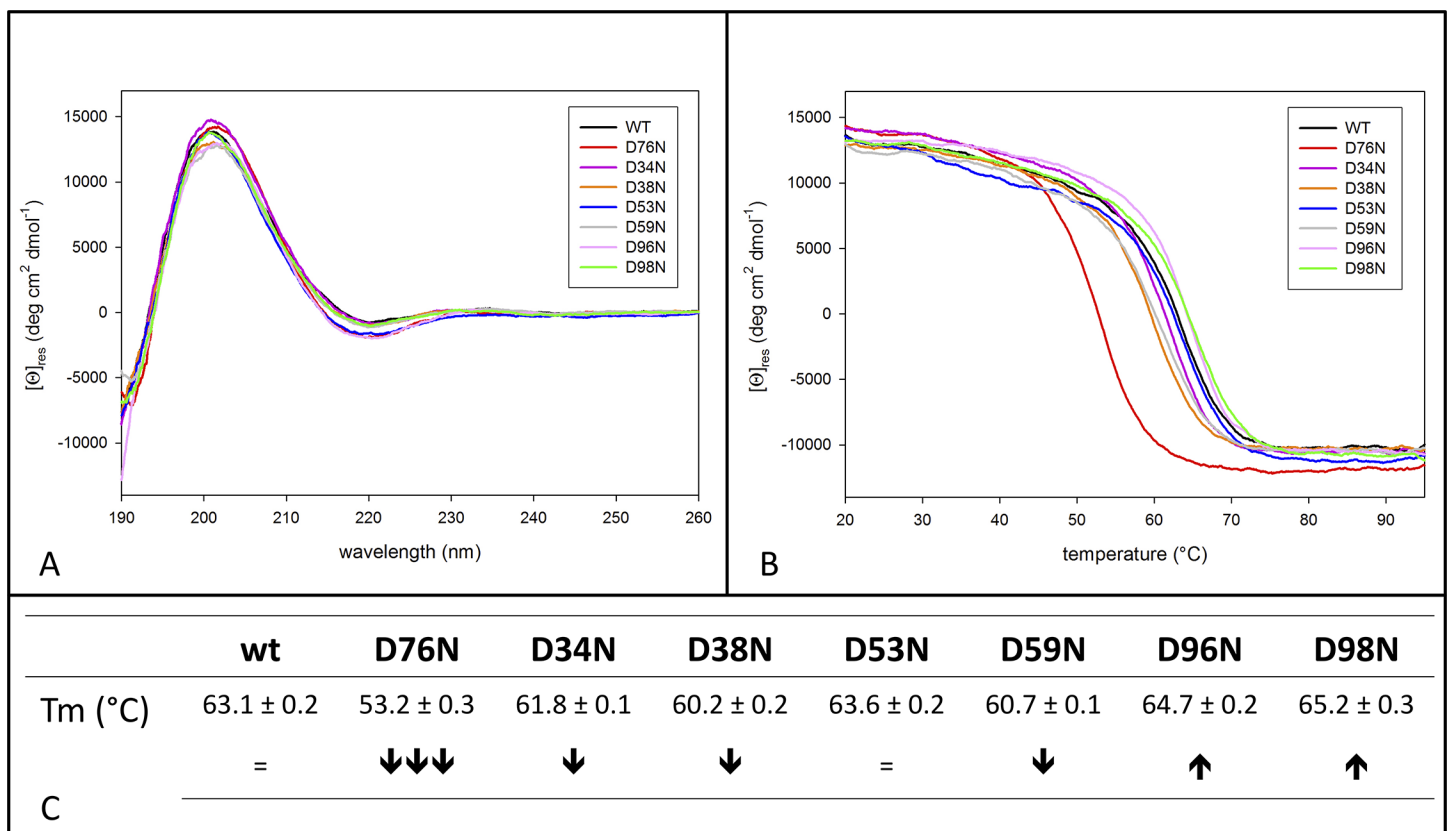 15000
10000
5000
0
-5000
-10000
[Θ]res (deg cm² dmol⁻¹)
WT
D76N
D34N
D38N
D53N
D59N
D96N
D98N
190 200 210 220 230 240 250 260
wavelength (nm)
A
15000
10000
5000
0
-5000
-10000
[Θ]res (deg cm² dmol⁻¹)
WT
D76N
D34N
D38N
D53N
D59N
D96N
D98N
20 30 40 50 60 70 80 90
temperature (°C)
B
wt D76N D34N D38N D53N D59N D96N D98N
Tm (°C) 63.1 ± 0.2 53.2 ± 0.3 61.8 ± 0.1 60.2 ± 0.2 63.6 ± 0.2 60.7 ± 0.1 64.7 ± 0.2 65.2 ± 0.3
= ↓↓↓ ↓ ↓ = ↓ ↑ ↑
C